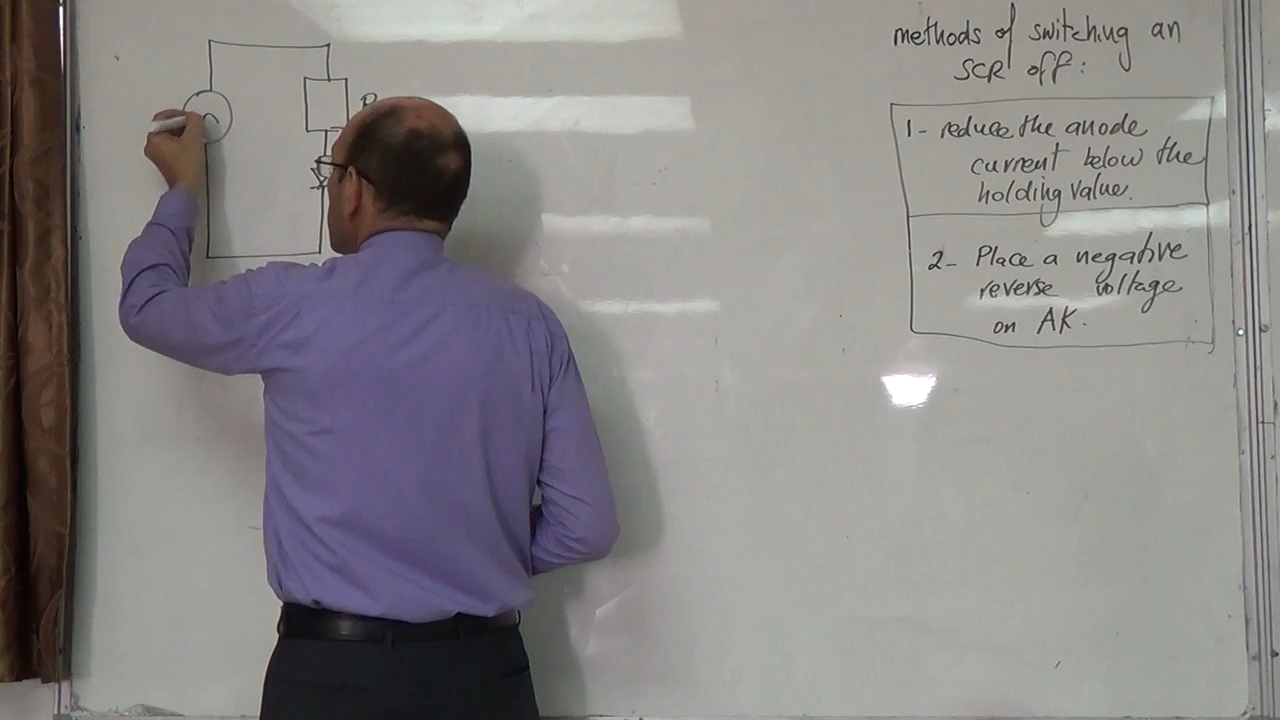 R
methods of switching an
SCR off:
1- reduce the anode
current below the
holding value.
2- Place a negative
reverse voltage
on AK.